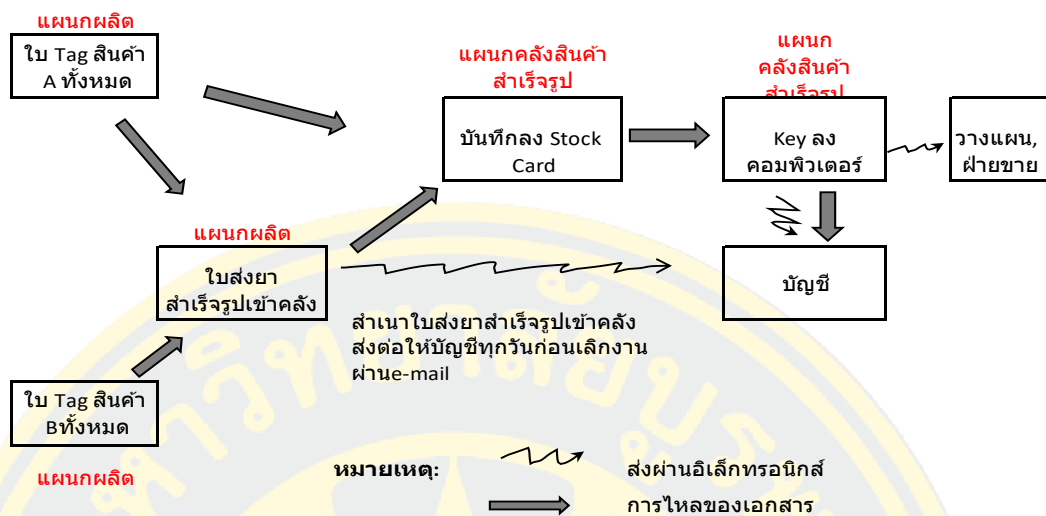 แผนกผลิต
ใบ Tag สินค้า
A ทั้งหมด
แผนกคลังสินค้า
สำเร็จรูป
บันทึกลง Stock
Card
แผนก
คลังสินค้า
สำเร็จรูป
Key ลง
คอมพิวเตอร์
วางแผน,
ฝ่ายขาย
แผนกผลิต
ใบส่งยา
สำเร็จรูปเข้าคลัง
บัญชี
สำเนาใบส่งยาสำเร็จรูปเข้าคลัง
ส่งต่อให้บัญชีทุกวันก่อนเลิกงาน
ผ่านe-mail
ใบ Tag สินค้า
Bทั้งหมด
แผนกผลิต
หมายเหตุ:
ส่งผ่านอิเล็กทรอนิกส์
การไหลของเอกสาร